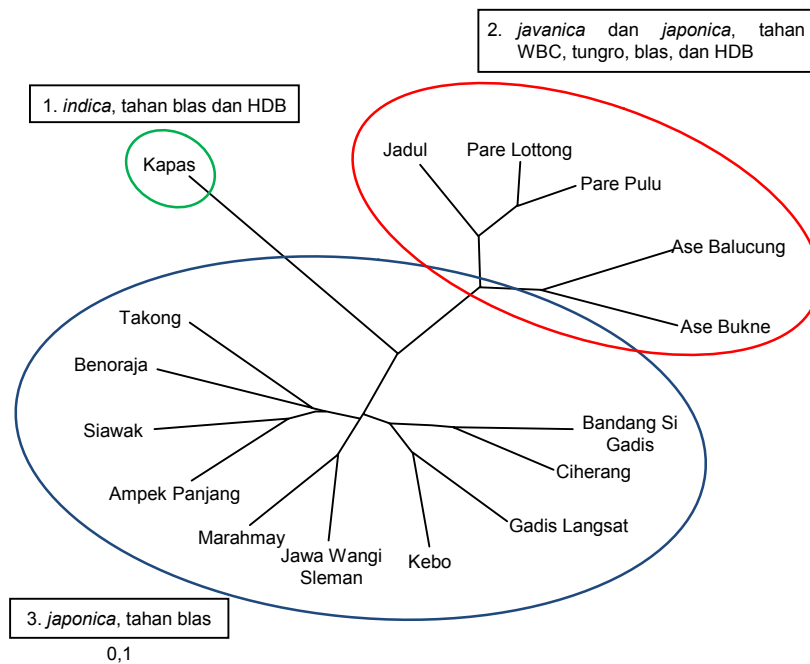 2. javanica dan japonica, tahan
WBC, tungro, blas, dan HDB
1. indica, tahan blas dan HDB
Kapas
Jadul
Pare Lottong
Pare Pulu
Ase Balucung
Ase Bukne
Takong
Benoraja
Siawak
Ampek Panjang
Marahmay
Jawa Wangi
Sleman
Kebo
Gadis Langsat
Ciherang
Bandang Si
Gadis
3. japonica, tahan blas
0,1